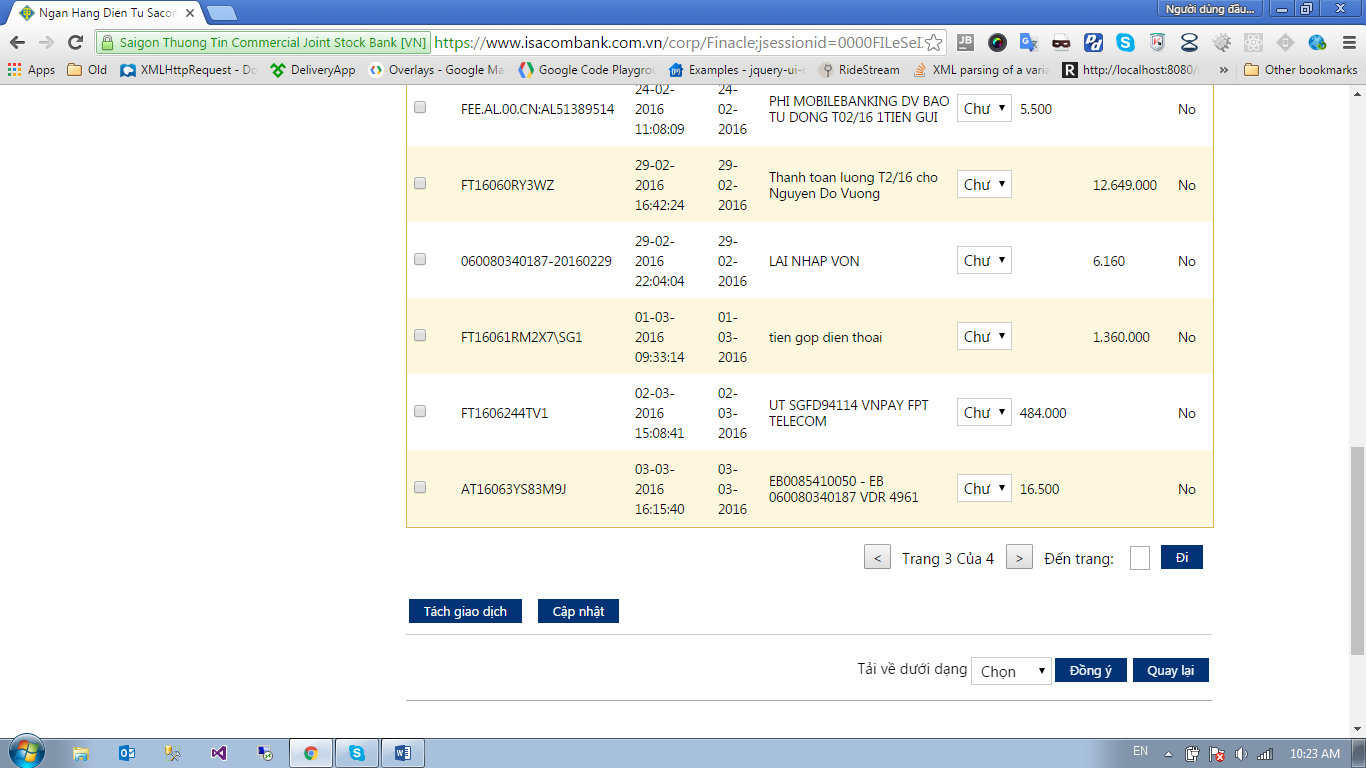 Ngan Hang Dien Tu Sacor
Người dùng đầu...
Saigon Thuong Tin Commercial Joint Stock Bank [VN]
https://www.isacombank.com.vn/corp/Finacle;jsessionid=0000FILeSeI
Apps Old XMLHttpRequest - Do DeliveryApp Overlays - Google Ma Google Code Playgrou Examples - jquery-ui- RideStream XML parsing of a varia http://localhost:8080/ » Other bookmarks
FEE.AL.00.CN:AL51389514
24-02-
2016
11:08:09
24-
02-
2016
PHI MOBILEBANKING DV BAO
TU DONG T02/16 1TIEN GUI
Chư
5.500
No
FT16060RY3WZ
29-02-
2016
16:42:24
29-
02-
2016
Thanh toan luong T2/16 cho
Nguyen Do Vuong
Chư
12.649.000
No
060080340187-20160229
29-02-
2016
22:04:04
29-
02-
2016
LAI NHAP VON
Chư
6.160
No
FT16061RM2X7\SG1
01-03-
2016
09:33:14
01-
03-
2016
tien gop dien thoai
Chư
1.360.000
No
FT1606244TV1
02-03-
2016
15:08:41
02-
03-
2016
UT SGFD94114 VNPAY FPT
TELECOM
Chư
484.000
No
AT16063YS83M9J
03-03-
2016
16:15:40
03-
03-
2016
EB0085410050 - EB
060080340187 VDR 4961
Chư
16.500
No
< Trang 3 Của 4 > Đến trang: Đi
Tách giao dịch Cập nhật
Tải về dưới dạng Chọn Đồng ý Quay lại
EN 10:23 AM